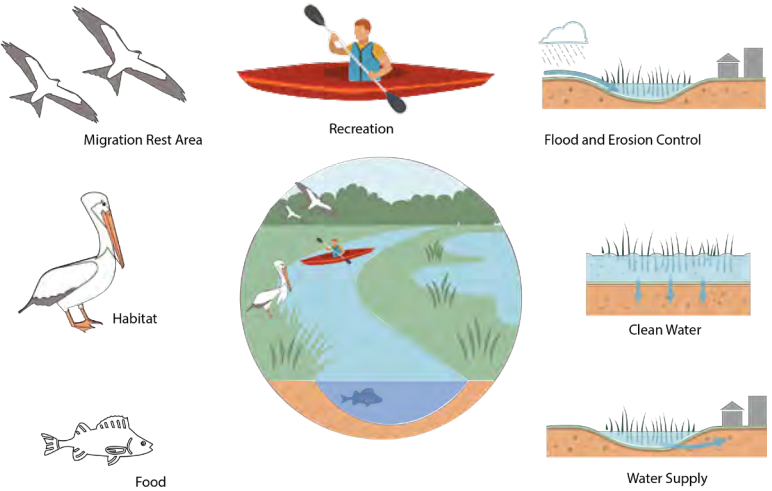 Migration Rest Area
Recreation
Flood and Erosion Control
Habitat
Clean Water
Food
Water Supply